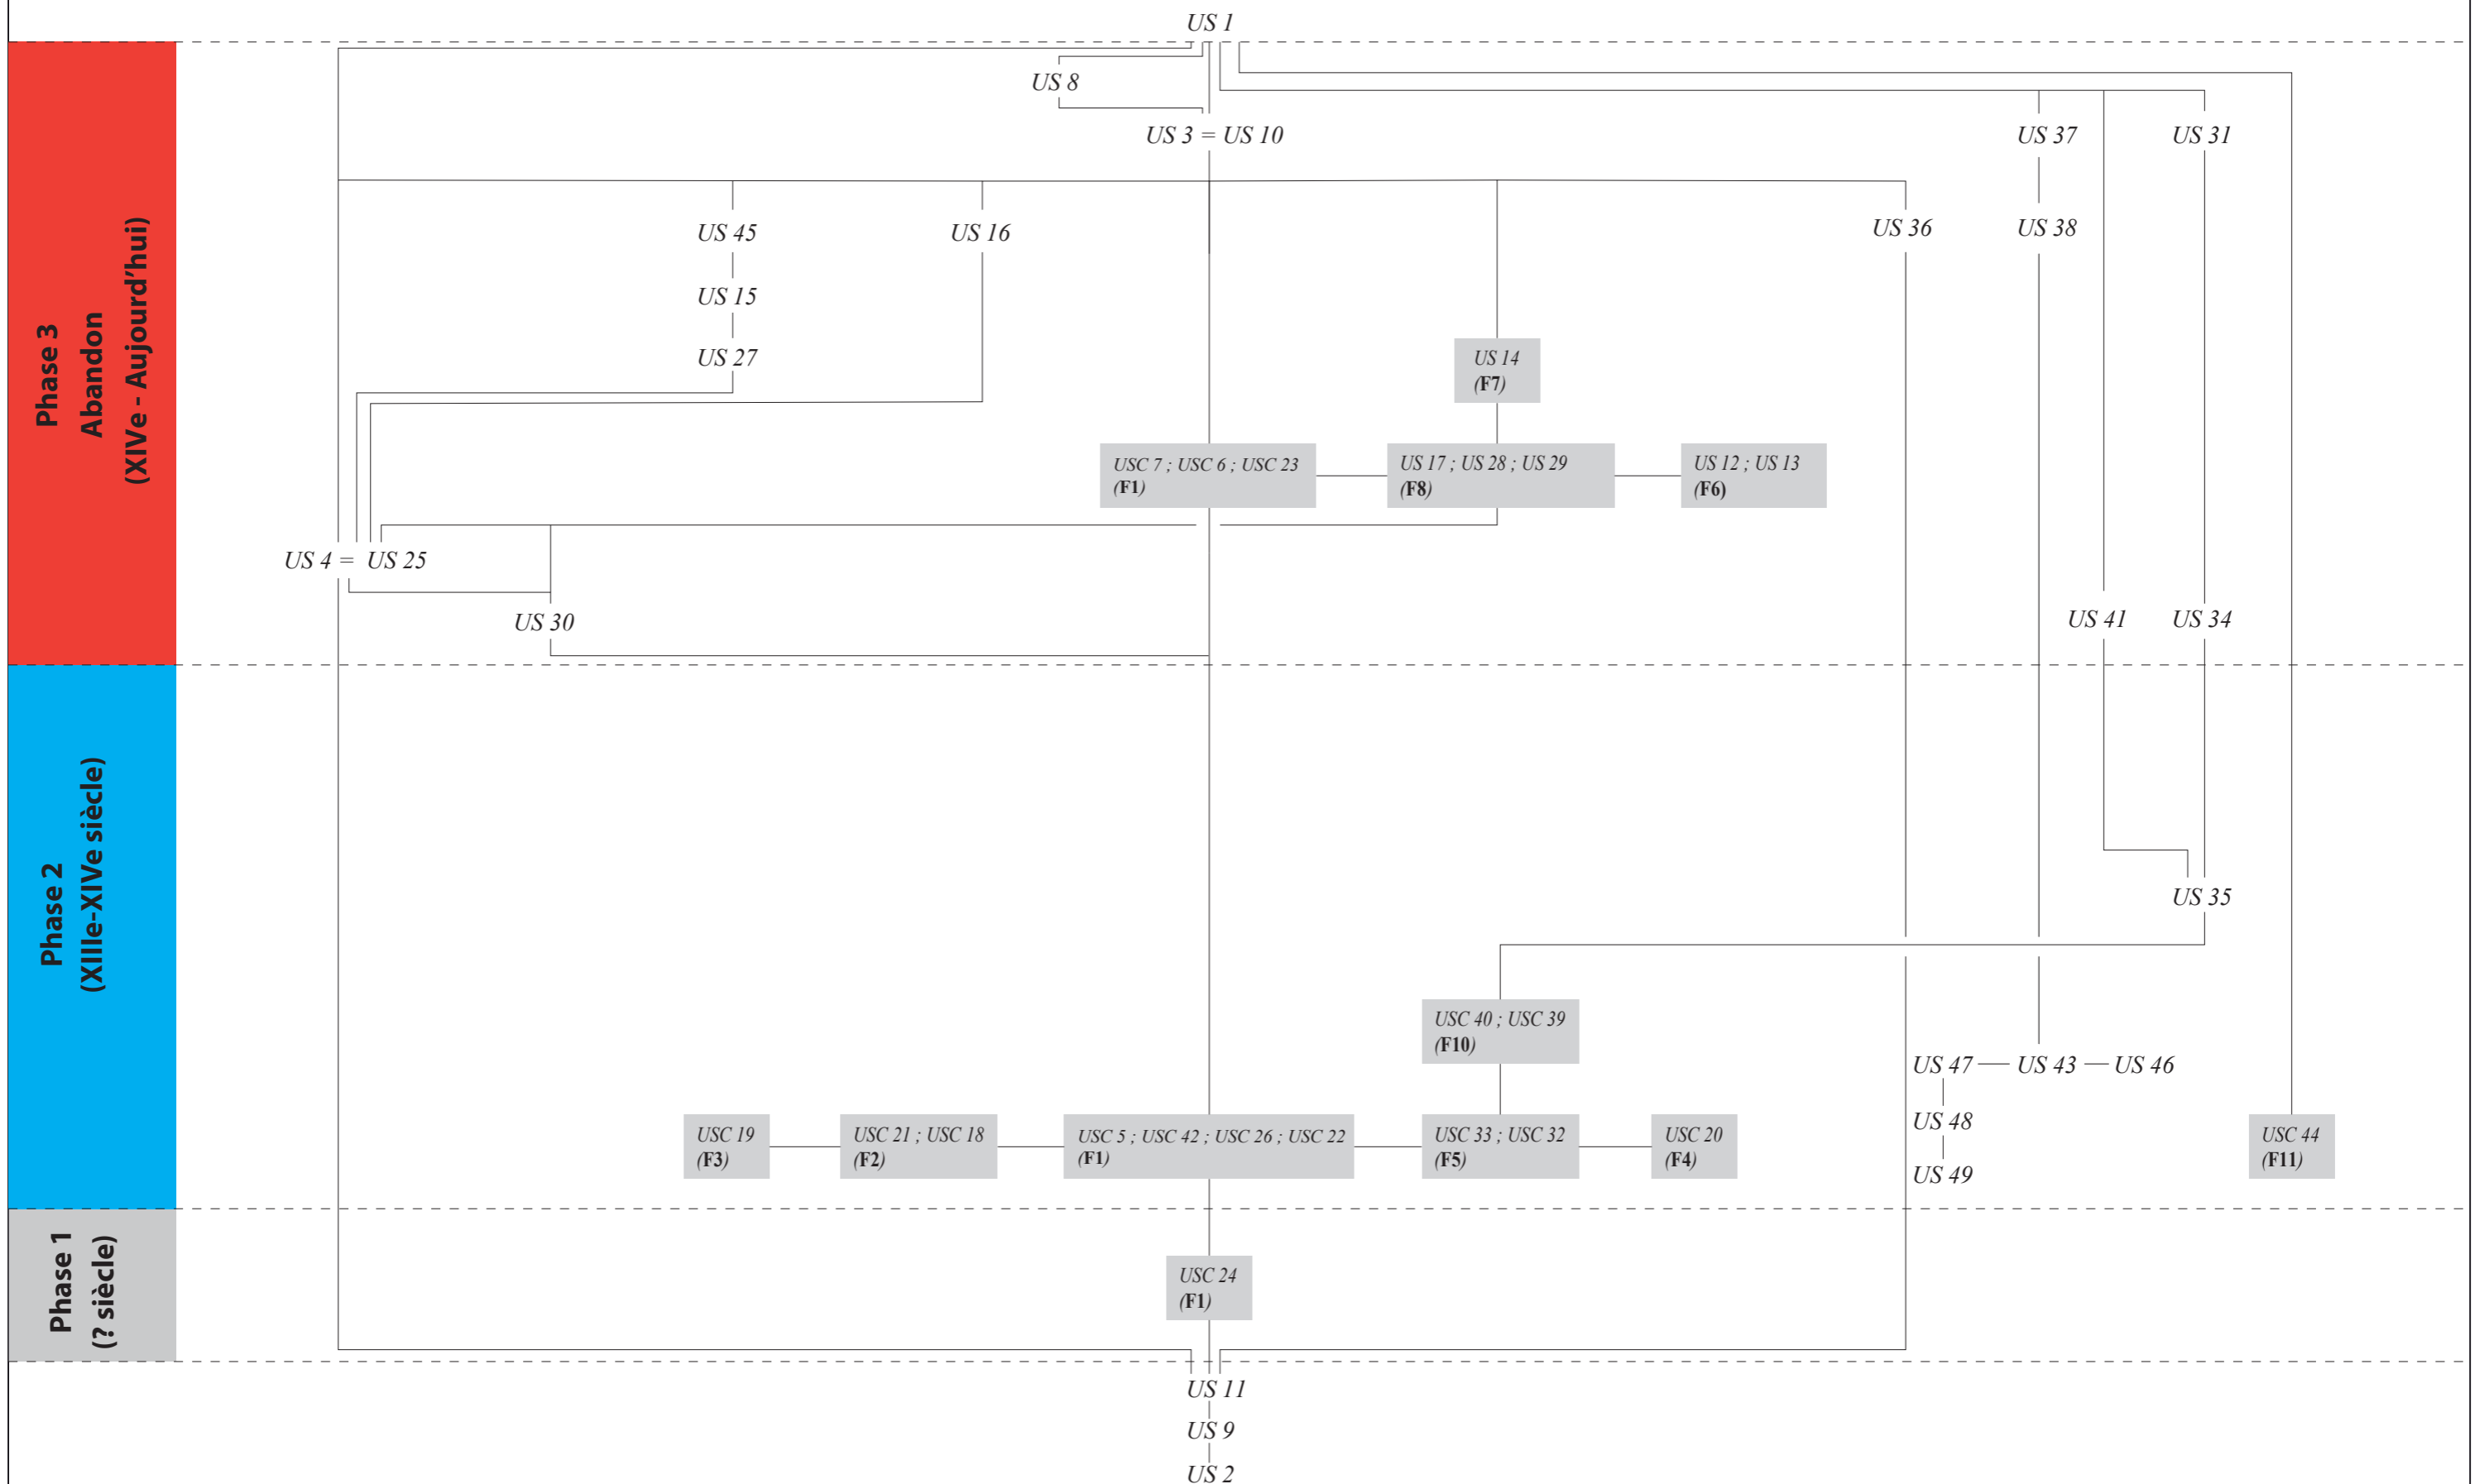 US 1
US 8
US 3 = US 10
US 37
US 31
US 45
US 16
US 36
US 38
US 15
US 27
US 14
(F7)
Phase 3
Abandon
(XIVe - Aujourd'hui)
USC 7 ; USC 6 ; USC 23
(F1)
US 17 ; US 28 ; US 29
(F8)
US 12 ; US 13
(F6)
US 4 = US 25
US 30
US 41
US 34
Phase 2
(XIIIe-XIVe siècle)
US 35
USC 40 ; USC 39
(F10)
US 47
US 43
US 46
US 48
US 49
USC 19
(F3)
USC 21 ; USC 18
(F2)
USC 5 ; USC 42 ; USC 26 ; USC 22
(F1)
USC 33 ; USC 32
(F5)
USC 20
(F4)
USC 44
(F11)
Phase 1
(? siècle)
USC 24
(F1)
US 11
US 9
US 2